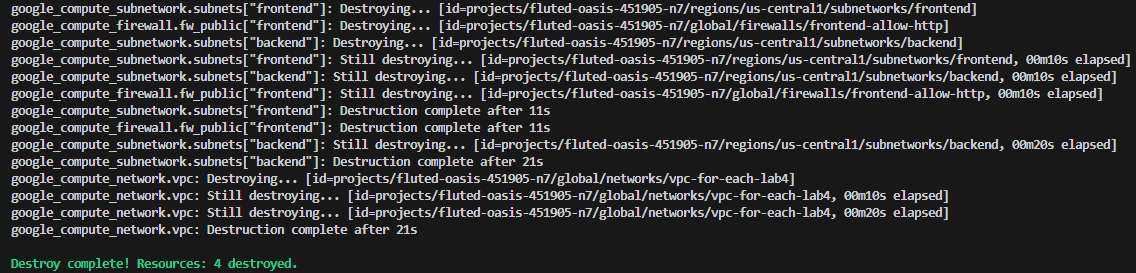 google_compute_subnetwork.subnets["frontend"]: Destroying... [id=projects/fluted-oasis-451905-n7/regions/us-central1/subnetworks/frontend]
google_compute_firewall.fw_public["frontend"]: Destroying... [id=projects/fluted-oasis-451905-n7/global/firewalls/frontend-allow-http]
google_compute_subnetwork.subnets["backend"]: Destroying... [id=projects/fluted-oasis-451905-n7/regions/us-central1/subnetworks/backend]
google_compute_subnetwork.subnets["frontend"]: Still destroying... [id=projects/fluted-oasis-451905-n7/regions/us-central1/subnetworks/frontend, 00m10s elapsed]
google_compute_subnetwork.subnets["backend"]: Still destroying... [id=projects/fluted-oasis-451905-n7/regions/us-central1/subnetworks/backend, 00m10s elapsed]
google_compute_firewall.fw_public["frontend"]: Still destroying... [id=projects/fluted-oasis-451905-n7/global/firewalls/frontend-allow-http, 00m10s elapsed]
google_compute_subnetwork.subnets["frontend"]: Destruction complete after 11s
google_compute_firewall.fw_public["frontend"]: Destruction complete after 11s
google_compute_subnetwork.subnets["backend"]: Still destroying... [id=projects/fluted-oasis-451905-n7/regions/us-central1/subnetworks/backend, 00m20s elapsed]
google_compute_subnetwork.subnets["backend"]: Destruction complete after 21s
google_compute_network.vpc: Destroying... [id=projects/fluted-oasis-451905-n7/global/networks/vpc-for-each-lab4]
google_compute_network.vpc: Still destroying... [id=projects/fluted-oasis-451905-n7/global/networks/vpc-for-each-lab4, 00m10s elapsed]
google_compute_network.vpc: Still destroying... [id=projects/fluted-oasis-451905-n7/global/networks/vpc-for-each-lab4, 00m20s elapsed]
google_compute_network.vpc: Destruction complete after 21s
Destroy complete! Resources: 4 destroyed.